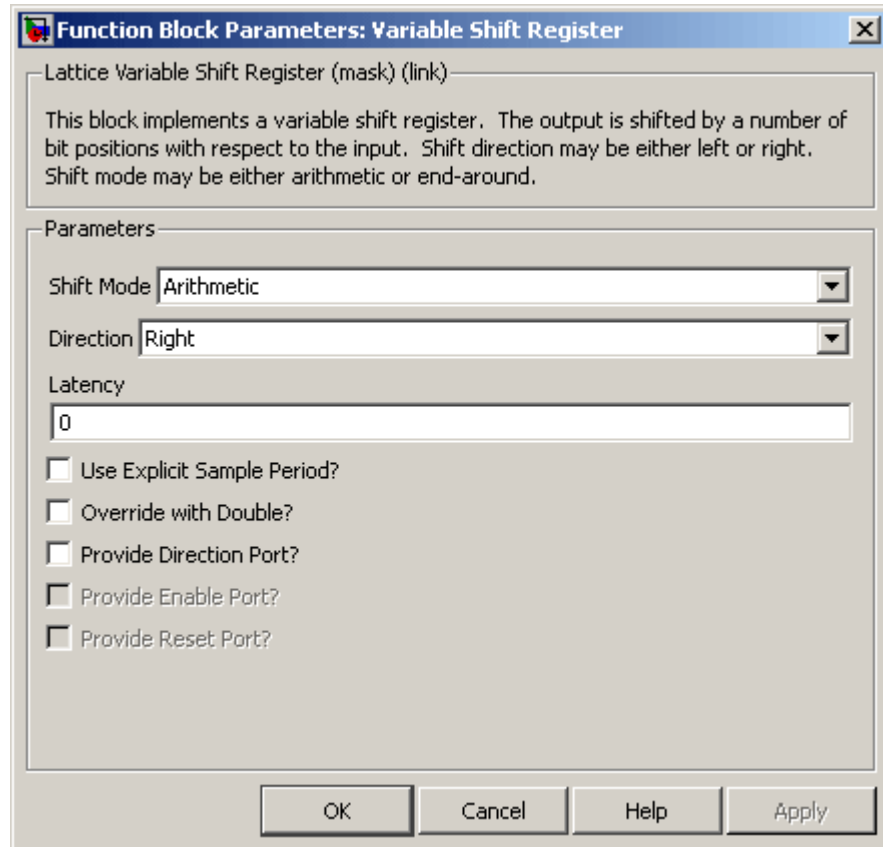 Function Block Parameters: Variable Shift Register
Lattice Variable Shift Register (mask) (link)
This block implements a variable shift register. The output is shifted by a number of
bit positions with respect to the input. Shift direction may be either left or right.
Shift mode may be either arithmetic or end-around.
Parameters
Shift Mode Arithmetic
Direction Right
Latency
0
Use Explicit Sample Period?
Override with Double?
Provide Direction Port?
Provide Enable Port?
Provide Reset Port?
OK Cancel Help Apply